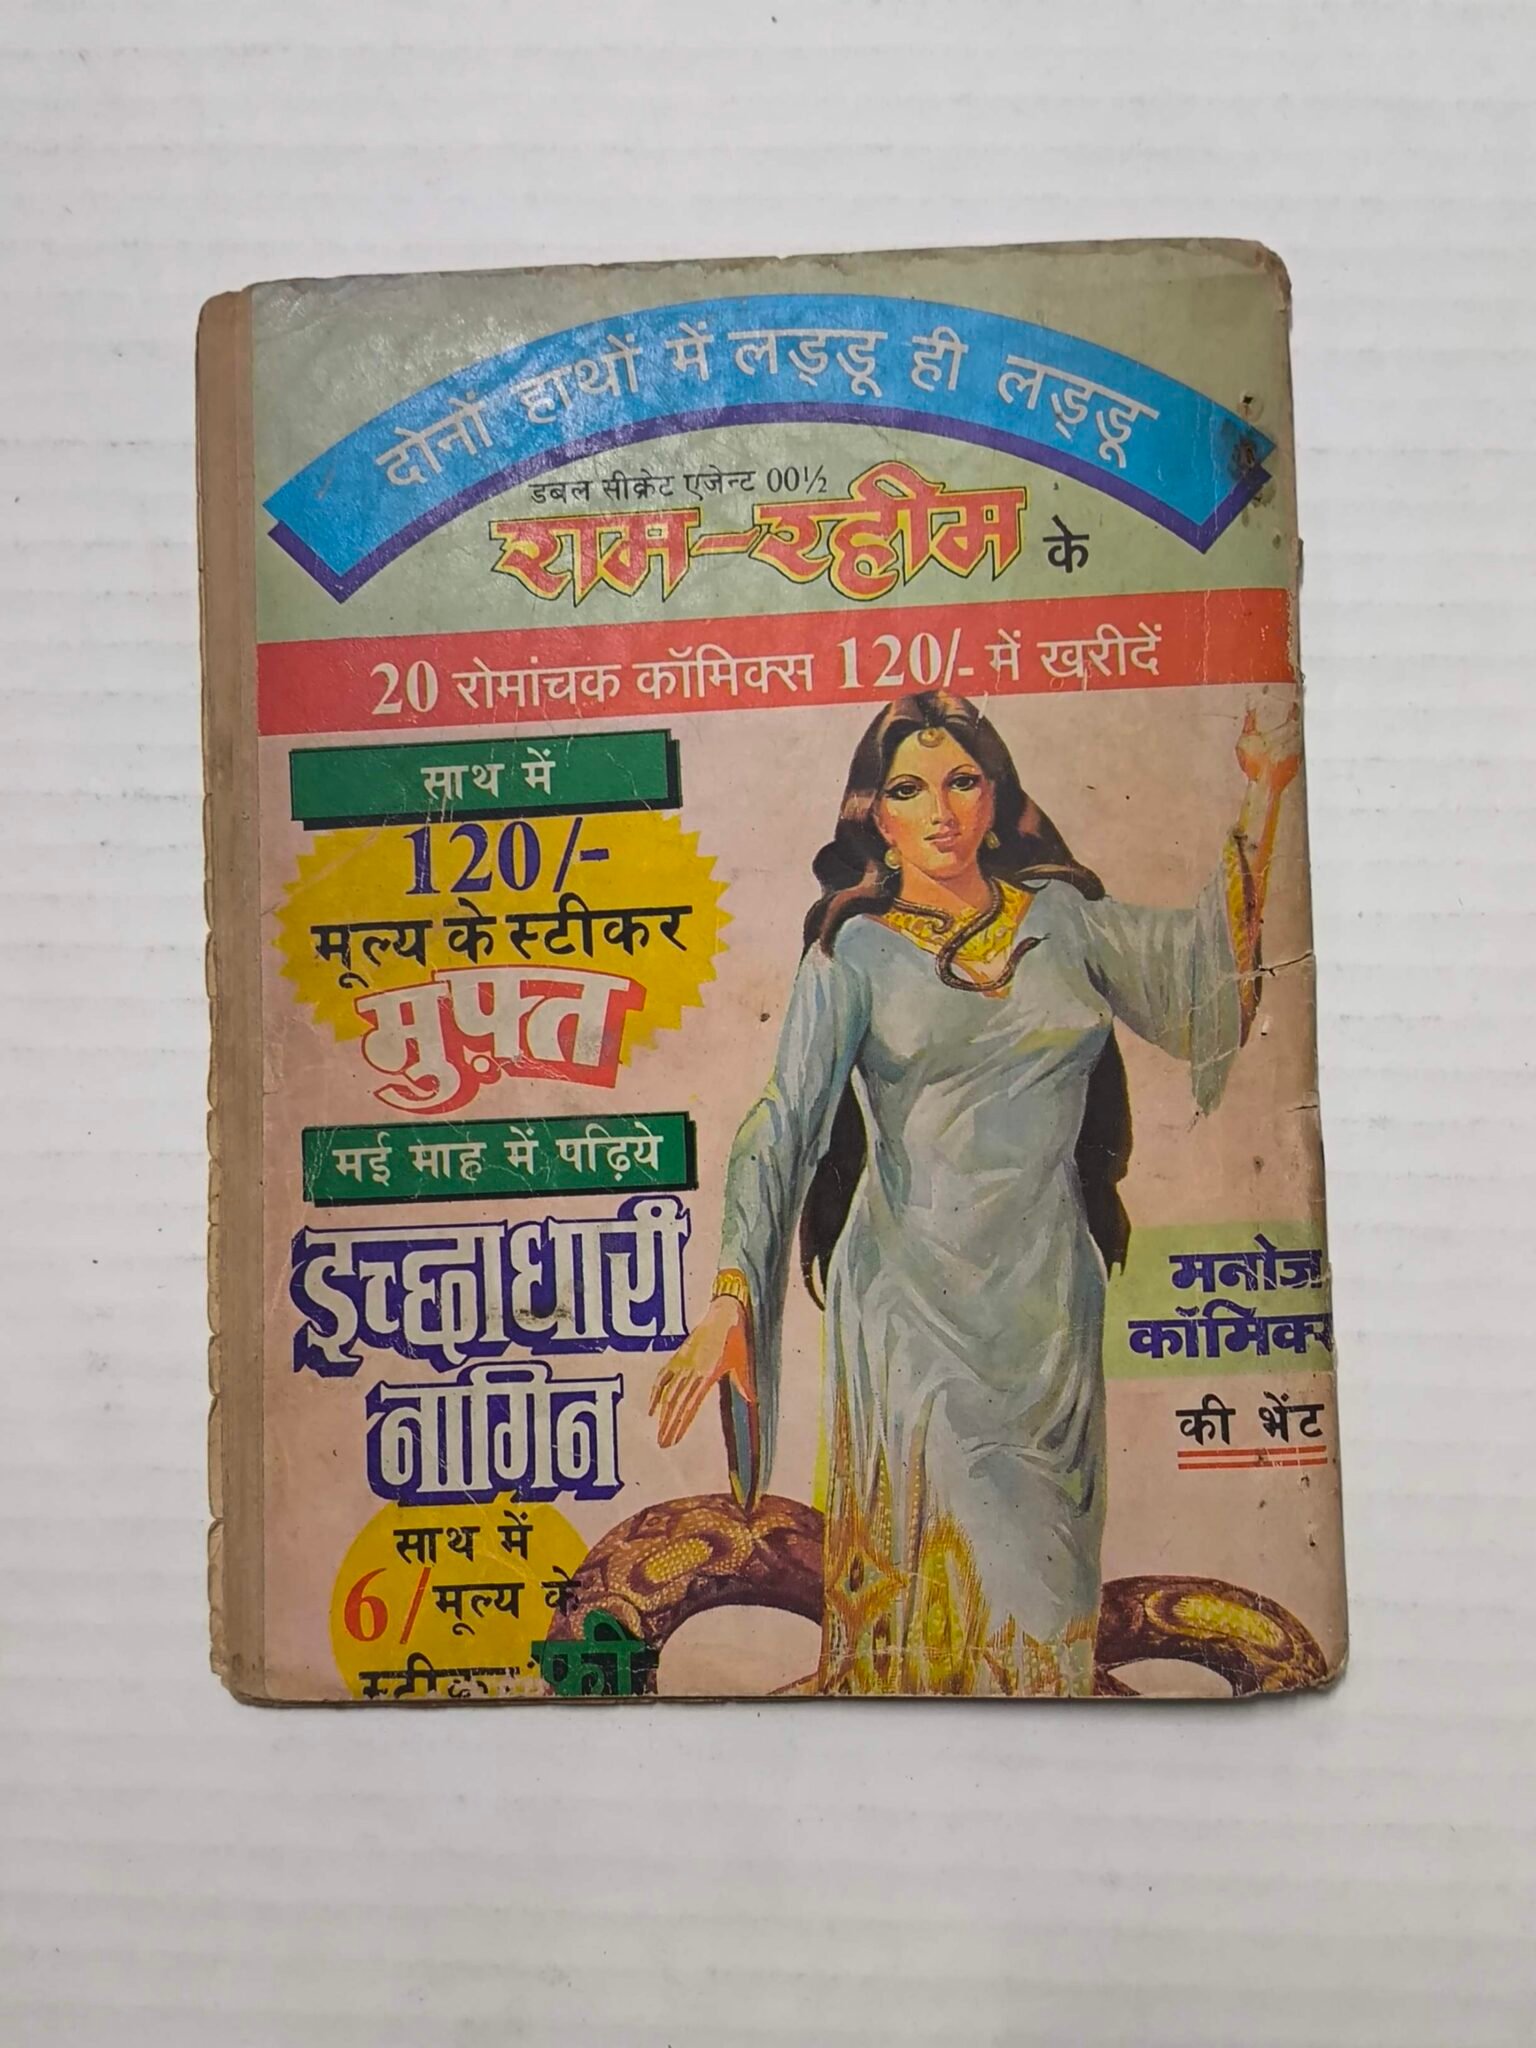 दोनों हाथों में लड्डू ही लड्डू
डबल सीक्रेट एजेन्ट 00½
राम-रहीम के
20 रोमांचक कॉमिक्स 120/- में खरीदें
साथ में
120/-
मूल्य के स्टीकर
मुफ़्त
मई माह में पढ़िये
इच्छाधारी
नागिन
साथ में
6/ मूल्य के
फ्री
मनोज
कॉमिक्स
की भेंट